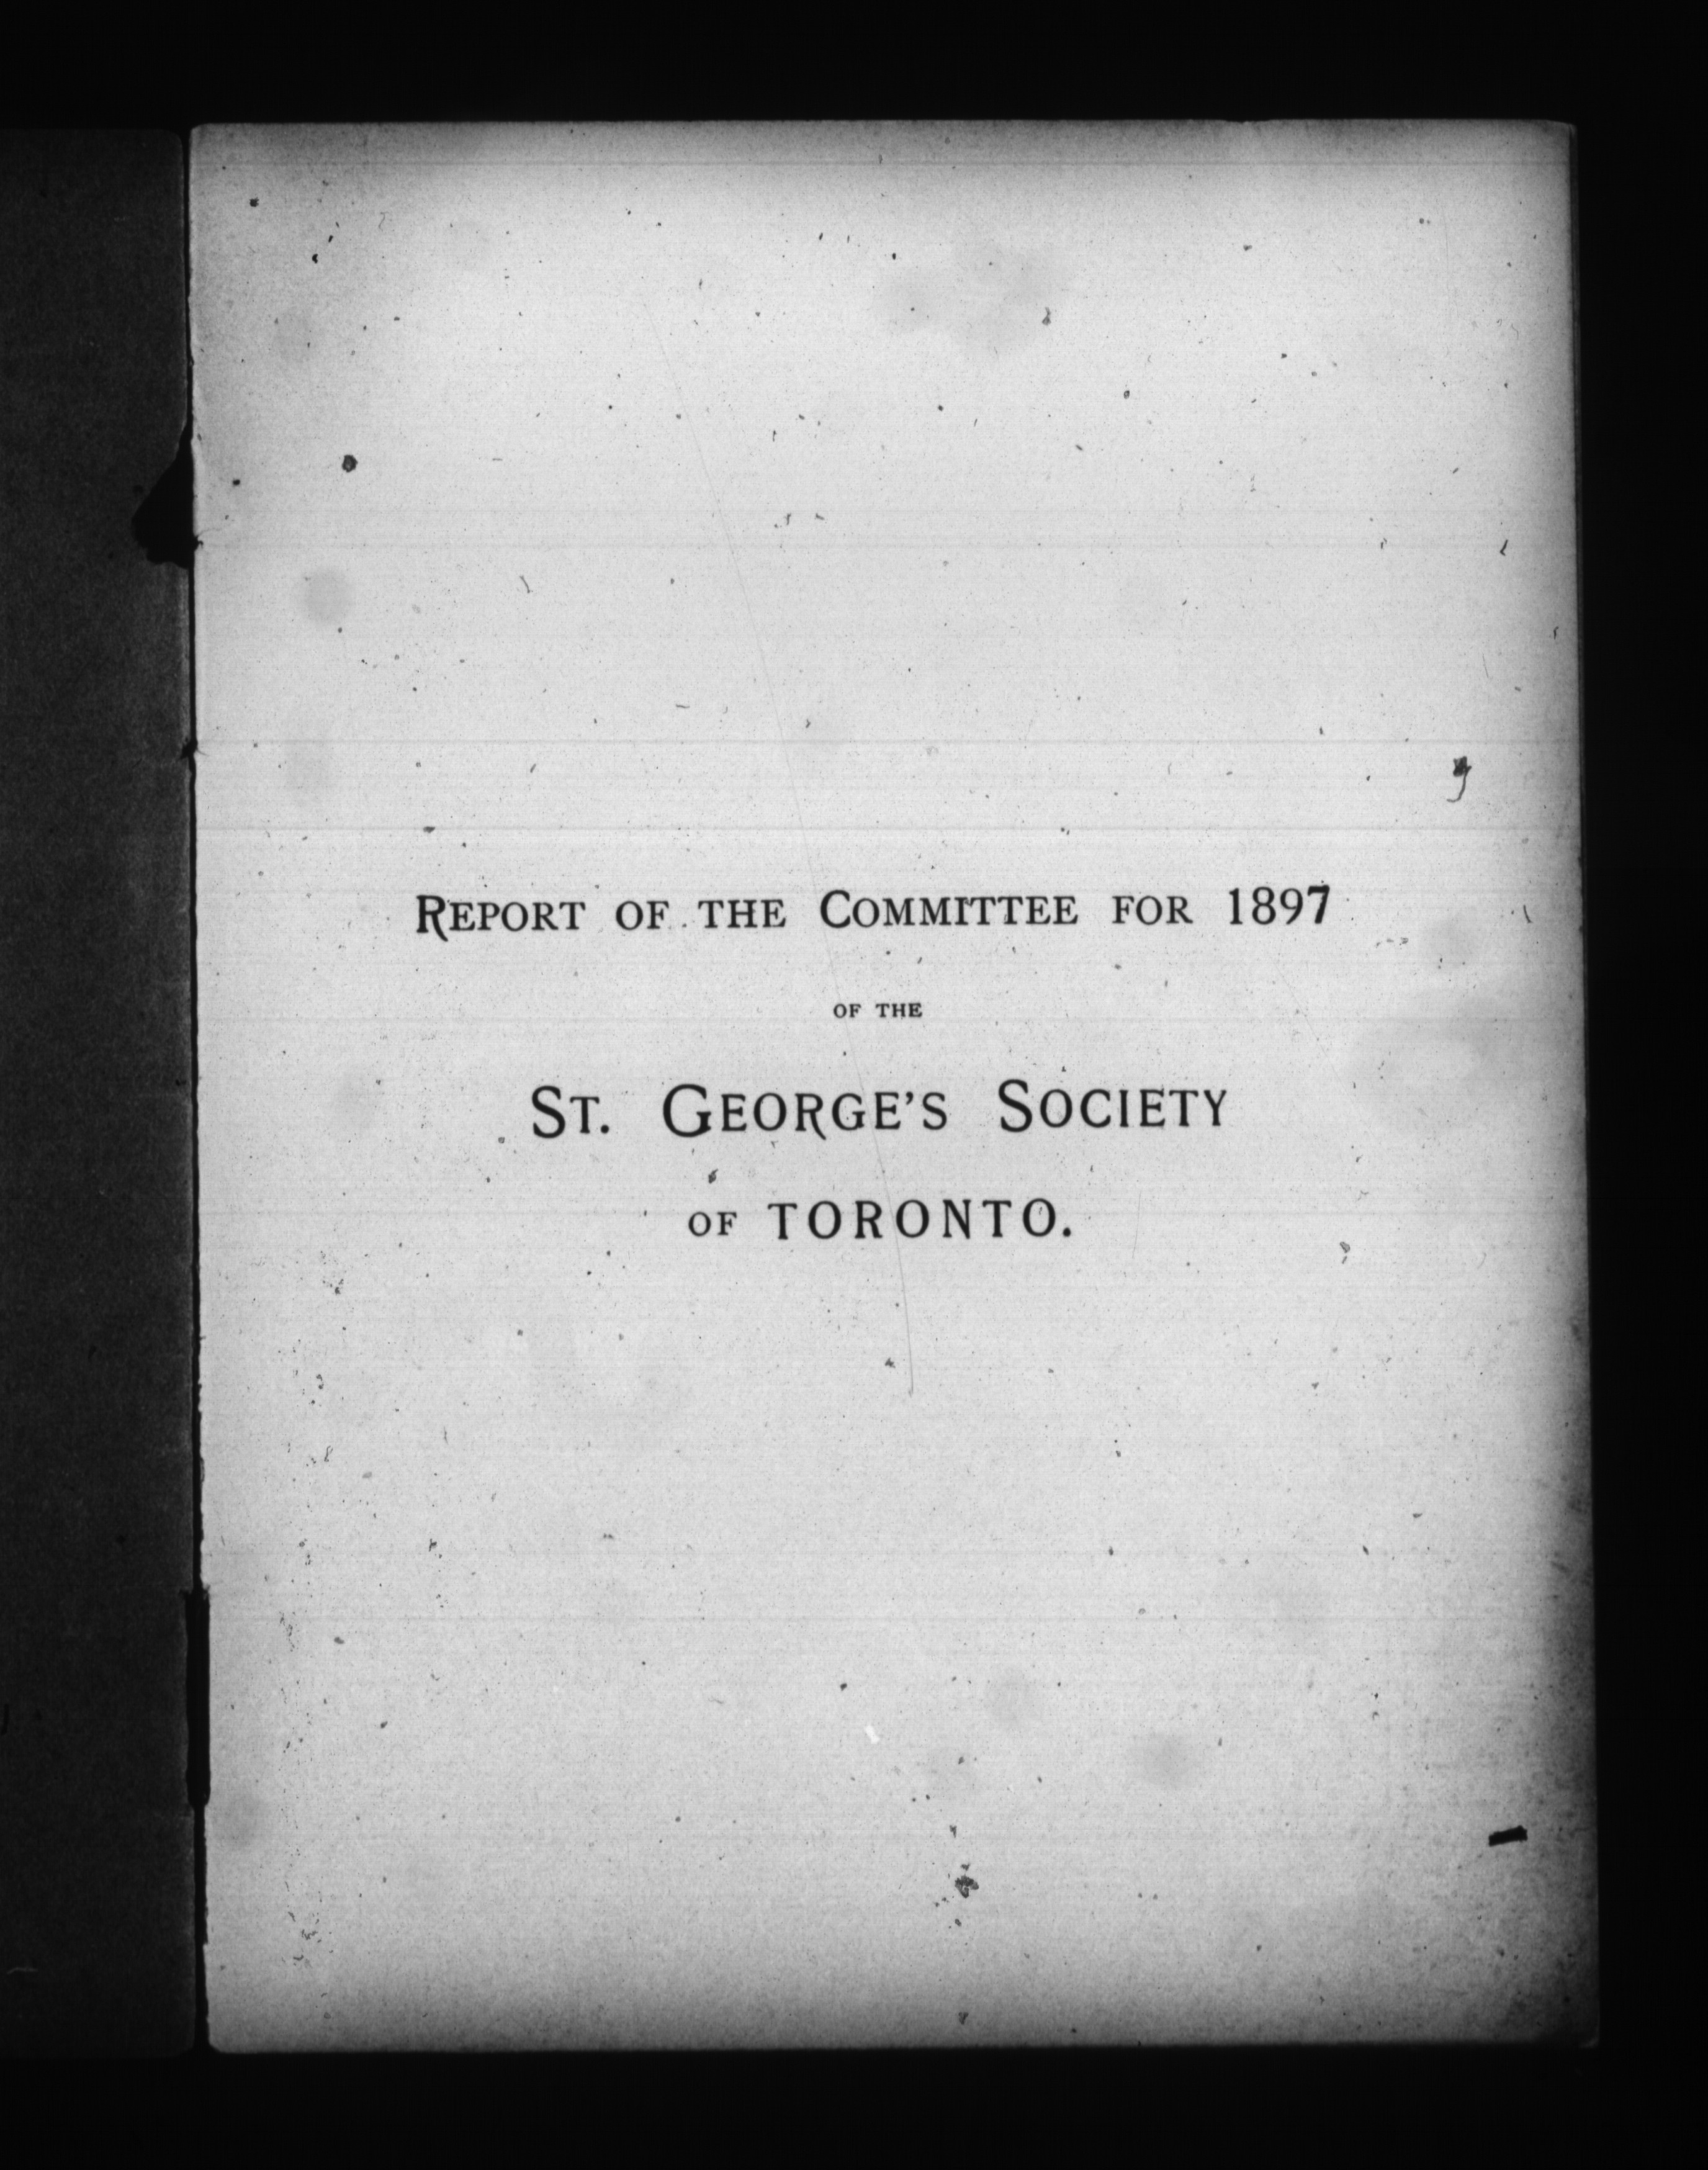 REPORT OF THE COMMITTEE FOR 1897
OF THE
ST. GEORGE'S SOCIETY
OF TORONTO.